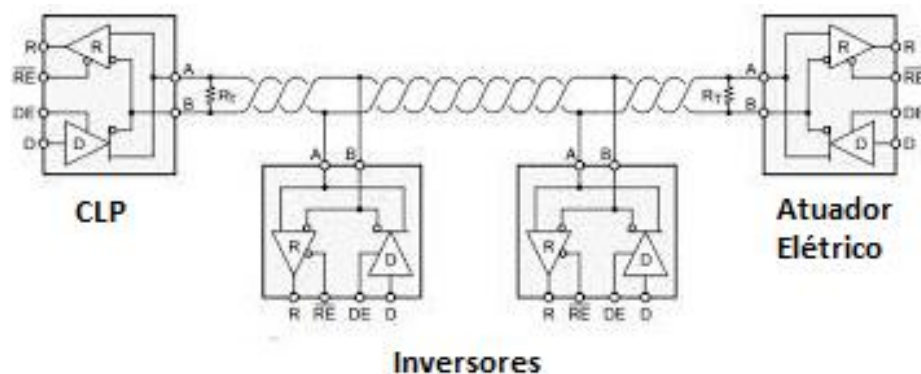 R
R
RE
DE
D
D
A
B
RT
CLP
A
B
RT
R
R
RE
DE
D
D
Atuador
Elétrico
A B
R
D
R RE DE D
A B
R
D
R RE DE D
Inversores